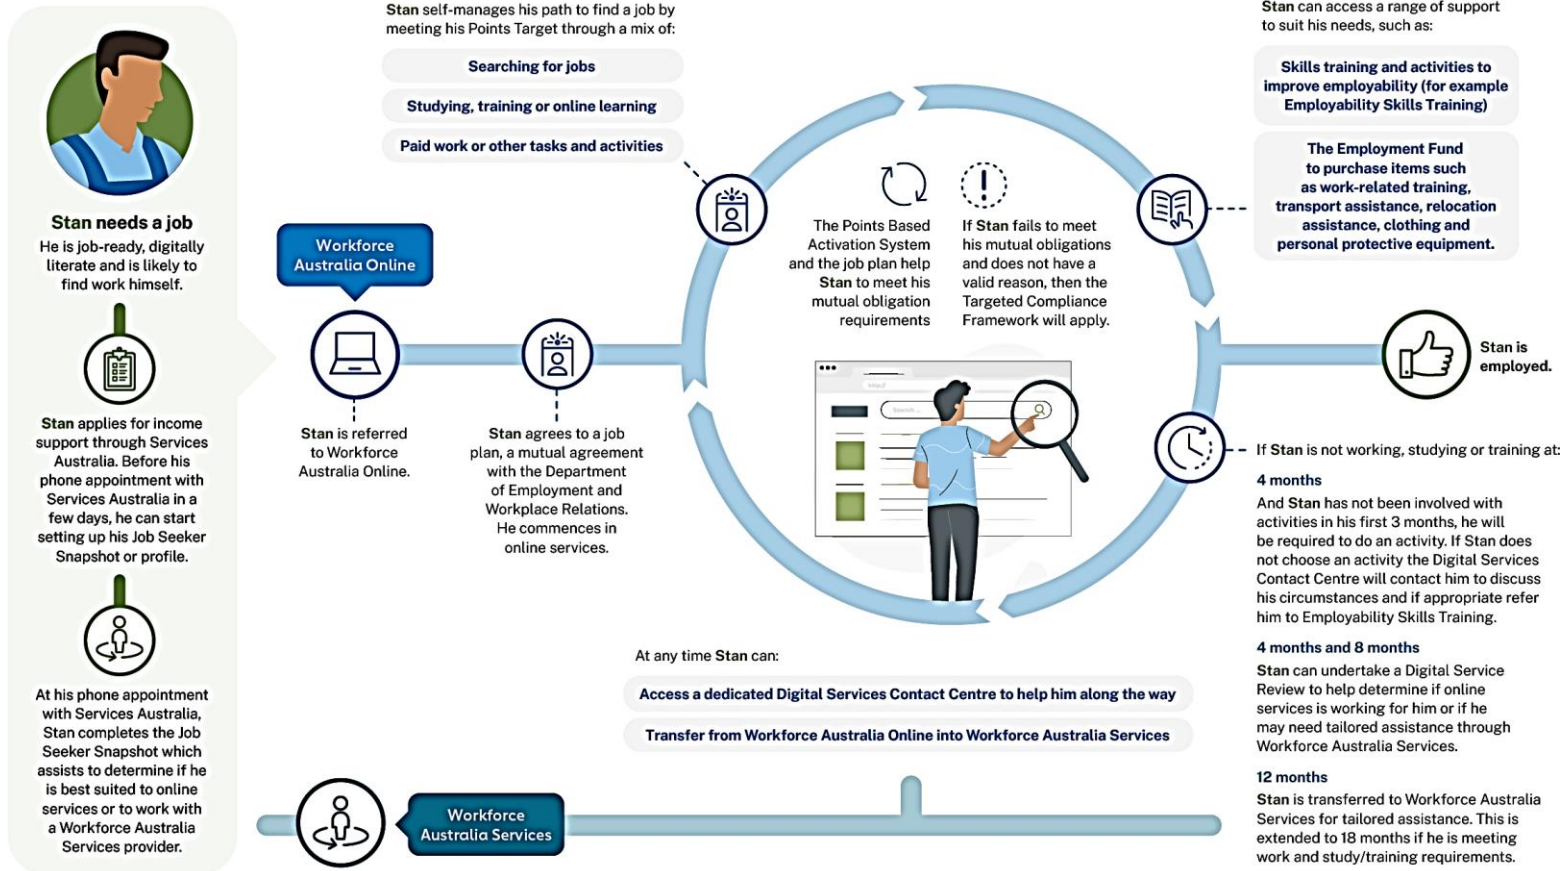 Stan needs a job
He is job-ready, digitally
literate and is likely to
find work himself.
Stan applies for income
support through Services
Australia. Before his
phone appointment with
Services Australia in a
few days, he can start
setting up his Job Seeker
Snapshot or profile.
At his phone appointment
with Services Australia,
Stan completes the Job
Seeker Snapshot which
assists to determine if he
is best suited to online
services or to work with
a Workforce Australia
Services provider.
Workforce
Australia Online
Stan is referred
to Workforce
Australia Online.
Stan agrees to a job
plan, a mutual agreement
with the Department
of Employment and
Workplace Relations.
He commences in
online services.
Stan self-manages his path to find a job by
meeting his Points Target through a mix of:
Searching for jobs
Studying, training or online learning
Paid work or other tasks and activities
The Points Based
Activation System
and the job plan help
Stan to meet his
mutual obligation
requirements
If Stan fails to meet
his mutual obligations
and does not have a
valid reason, then the
Targeted Compliance
Framework will apply.
Search ...
Stan can access a range of support
to suit his needs, such as:
Skills training and activities to
improve employability (for example
Employability Skills Training)
The Employment Fund
to purchase items such
as work-related training,
transport assistance, relocation
assistance, clothing and
personal protective equipment.
Stan is
employed.
If Stan is not working, studying or training at:
4 months
And Stan has not been involved with
activities in his first 3 months, he will
be required to do an activity. If Stan does
not choose an activity the Digital Services
Contact Centre will contact him to discuss
his circumstances and if appropriate refer
him to Employability Skills Training.
4 months and 8 months
Stan can undertake a Digital Service
Review to help determine if online
services is working for him or if he
may need tailored assistance through
Workforce Australia Services.
12 months
Stan is transferred to Workforce Australia
Services for tailored assistance. This is
extended to 18 months if he is meeting
work and study/training requirements.
At any time Stan can:
Access a dedicated Digital Services Contact Centre to help him along the way
Transfer from Workforce Australia Online into Workforce Australia Services
Workforce
Australia Services